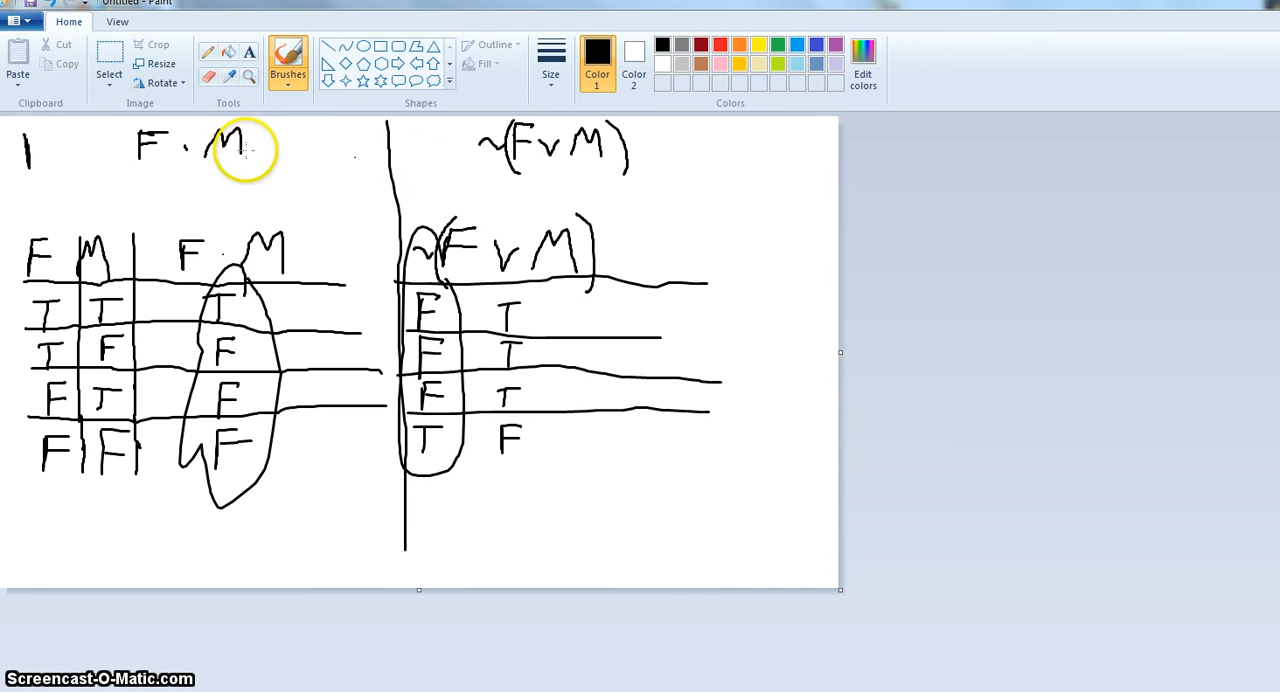 Untitled - Paint
Home View
Paste Cut Copy Select Crop Resize Rotate A Brushes Outline Fill Size Color 1 Color 2 Edit colors
Clipboard Image Tools Shapes Colors
1 F · M ~(F v M)
F M F · M ~(F v M)
T T T F T
T F F F T
F T F F T
F F F T F
Screencast-O-Matic.com